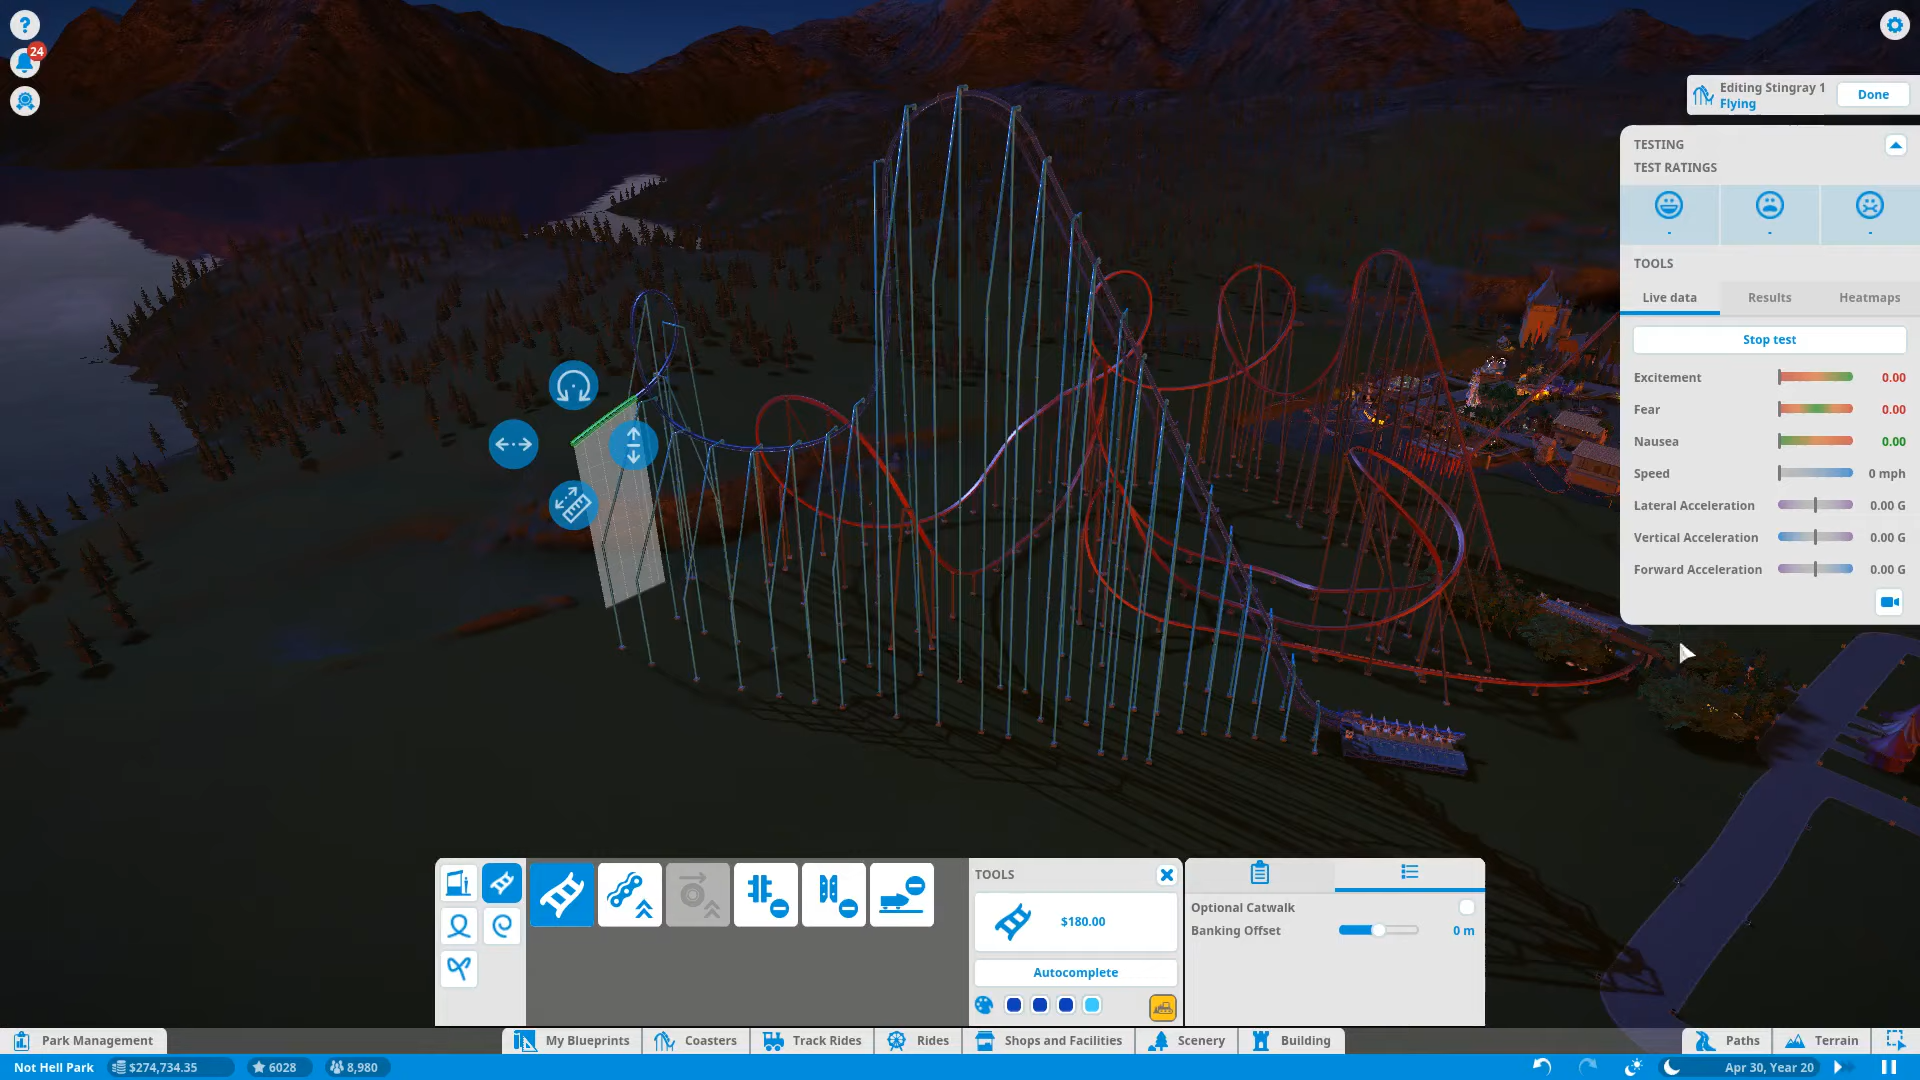 ?
24
Editing Stingray 1
Flying
Done
TESTING
TEST RATINGS
- - -
TOOLS
Live data Results Heatmaps
Stop test
Excitement 0.00
Fear 0.00
Nausea 0.00
Speed 0 mph
Lateral Acceleration 0.00 G
Vertical Acceleration 0.00 G
Forward Acceleration 0.00 G
TOOLS
$180.00
Autocomplete
Optional Catwalk
Banking Offset 0 m
Park Management
My Blueprints Coasters Track Rides Rides Shops and Facilities Scenery Building
Paths Terrain
Not Hell Park $274,734.35 6028 8,980
Apr 30, Year 20